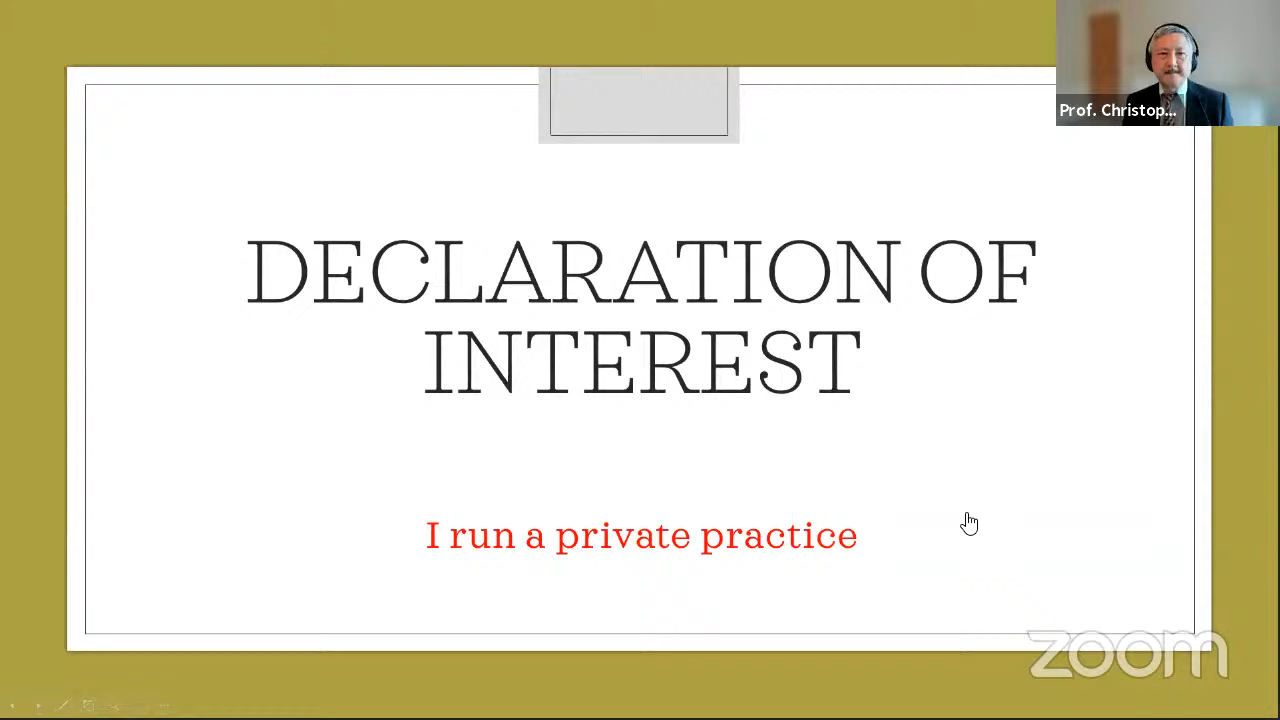 Prof. Christop...
DECLARATION OF
INTEREST
I run a private practice
zoom